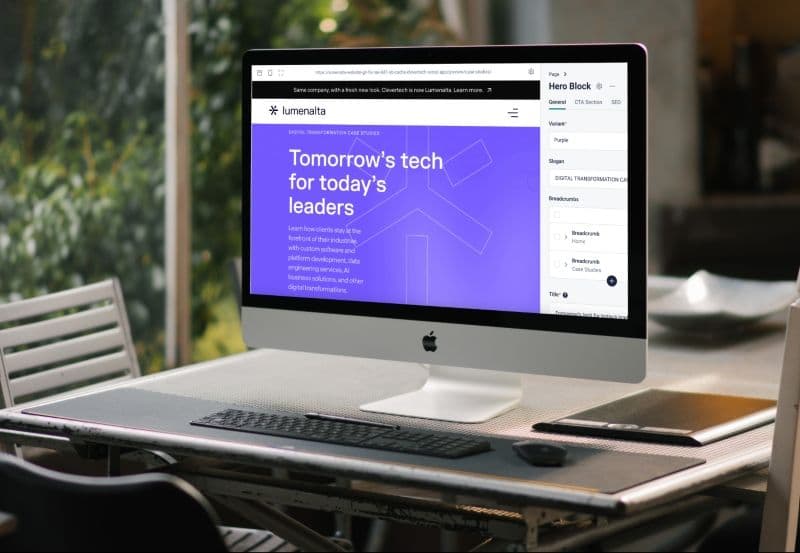 Same company, with a fresh new look. Clevertech is now Lumenalta. Learn more.
lumenalta
DIGITAL TRANSFORMATION CASE STUDIES
Tomorrow's tech
for today's
leaders
Learn how clients stay at the
forefront of their industries
with custom software and
platform development, data
engineering services, AI
business solutions, and other
digital transformations.
Page
Hero Block
General CTA Section SEO
Variant*
Purple
Slogan
DIGITAL TRANSFORMATION CA
Breadcrumbs
Breadcrumb
Home
Breadcrumb
Case Studies
Title*